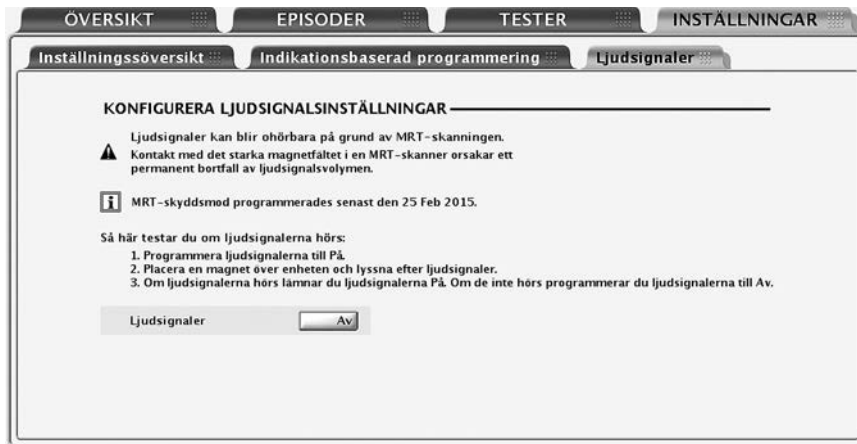 ÖVERSIKT EPISODER TESTER INSTÄLLNINGAR
Inställningssöversikt Indikationsbaserad programmering Ljudsignaler
KONFIGURERA LJUDSIGNALSINSTÄLLNINGAR
Ljudsignaler kan blir ohörbara på grund av MRT-skanningen.
Kontakt med det starka magnetfältet i en MRT-skanner orsakar ett
permanent bortfall av ljudsignalsvolymen.
i MRT-skyddsmod programmerades senast den 25 Feb 2015.
Så här testar du om ljudsignalerna hörs:
1. Programmera ljudsignalerna till På.
2. Placera en magnet över enheten och lyssna efter ljudsignaler.
3. Om ljudsignalerna hörs lämnar du ljudsignalerna På. Om de inte hörs programmerar du ljudsignalerna till Av.
Ljudsignaler Av